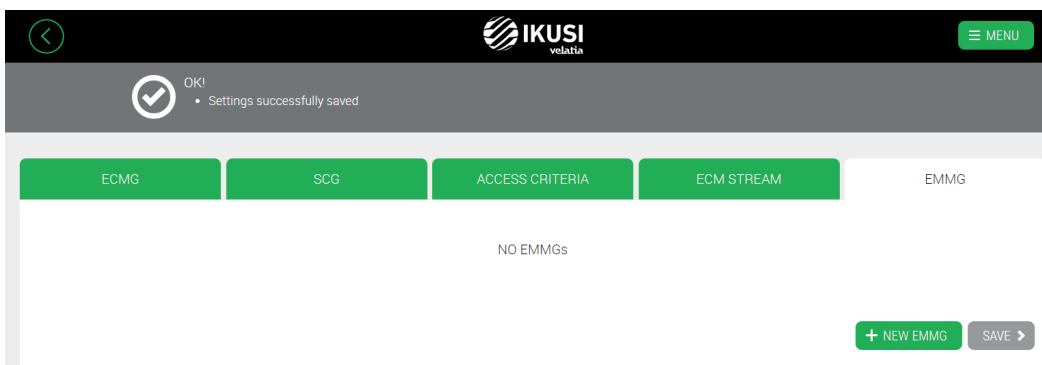 IKUSI
velatia
MENU
OK!
• Settings successfully saved
ECMG
SCG
ACCESS CRITERIA
ECM STREAM
EMMG
NO EMMGs
+ NEW EMMG
SAVE